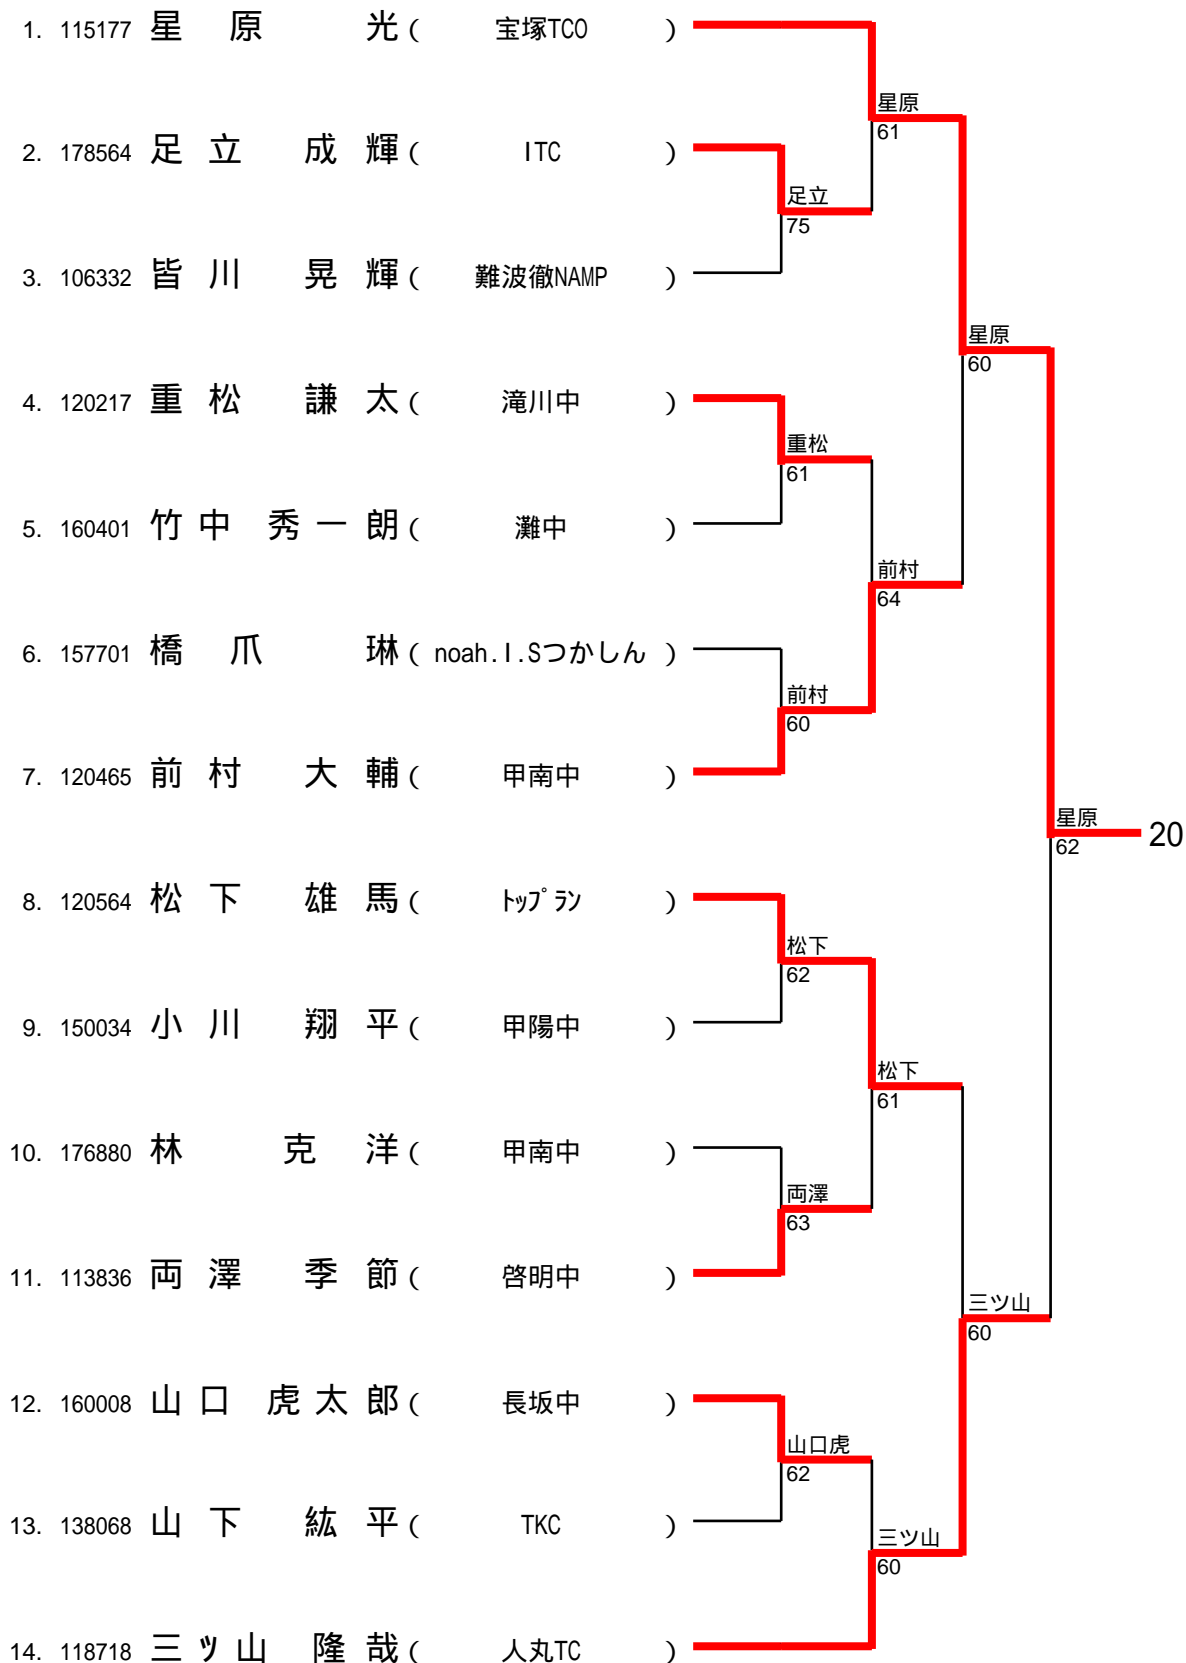 1. 115177 星 原 光 ( 宝塚TCO )
星原
61
2. 178564 足 立 成 輝 ( ITC )
足立
75
3. 106332 皆 川 晃 輝 ( 難波徹NAMP )
星原
60
4. 120217 重 松 謙 太 ( 滝川中 )
重松
61
5. 160401 竹 中 秀 一 朗 ( 灘中 )
前村
64
6. 157701 橋 爪 琳 ( noah.I.Sつかしん )
前村
60
7. 120465 前 村 大 輔 ( 甲南中 )
星原
62
20
8. 120564 松 下 雄 馬 ( トップラン )
松下
62
9. 150034 小 川 翔 平 ( 甲陽中 )
松下
61
10. 176880 林 克 洋 ( 甲南中 )
両澤
63
11. 113836 両 澤 季 節 ( 啓明中 )
三ツ山
60
12. 160008 山 口 虎 太 郎 ( 長坂中 )
山口虎
62
13. 138068 山 下 紘 平 ( TKC )
三ツ山
60
14. 118718 三 ツ 山 隆 哉 ( 人丸TC )